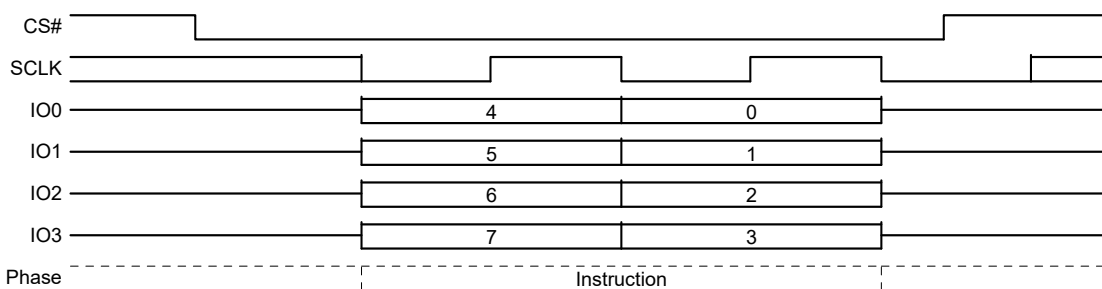 CS#
SCLK
IO0 4 0
IO1 5 1
IO2 6 2
IO3 7 3
Phase Instruction